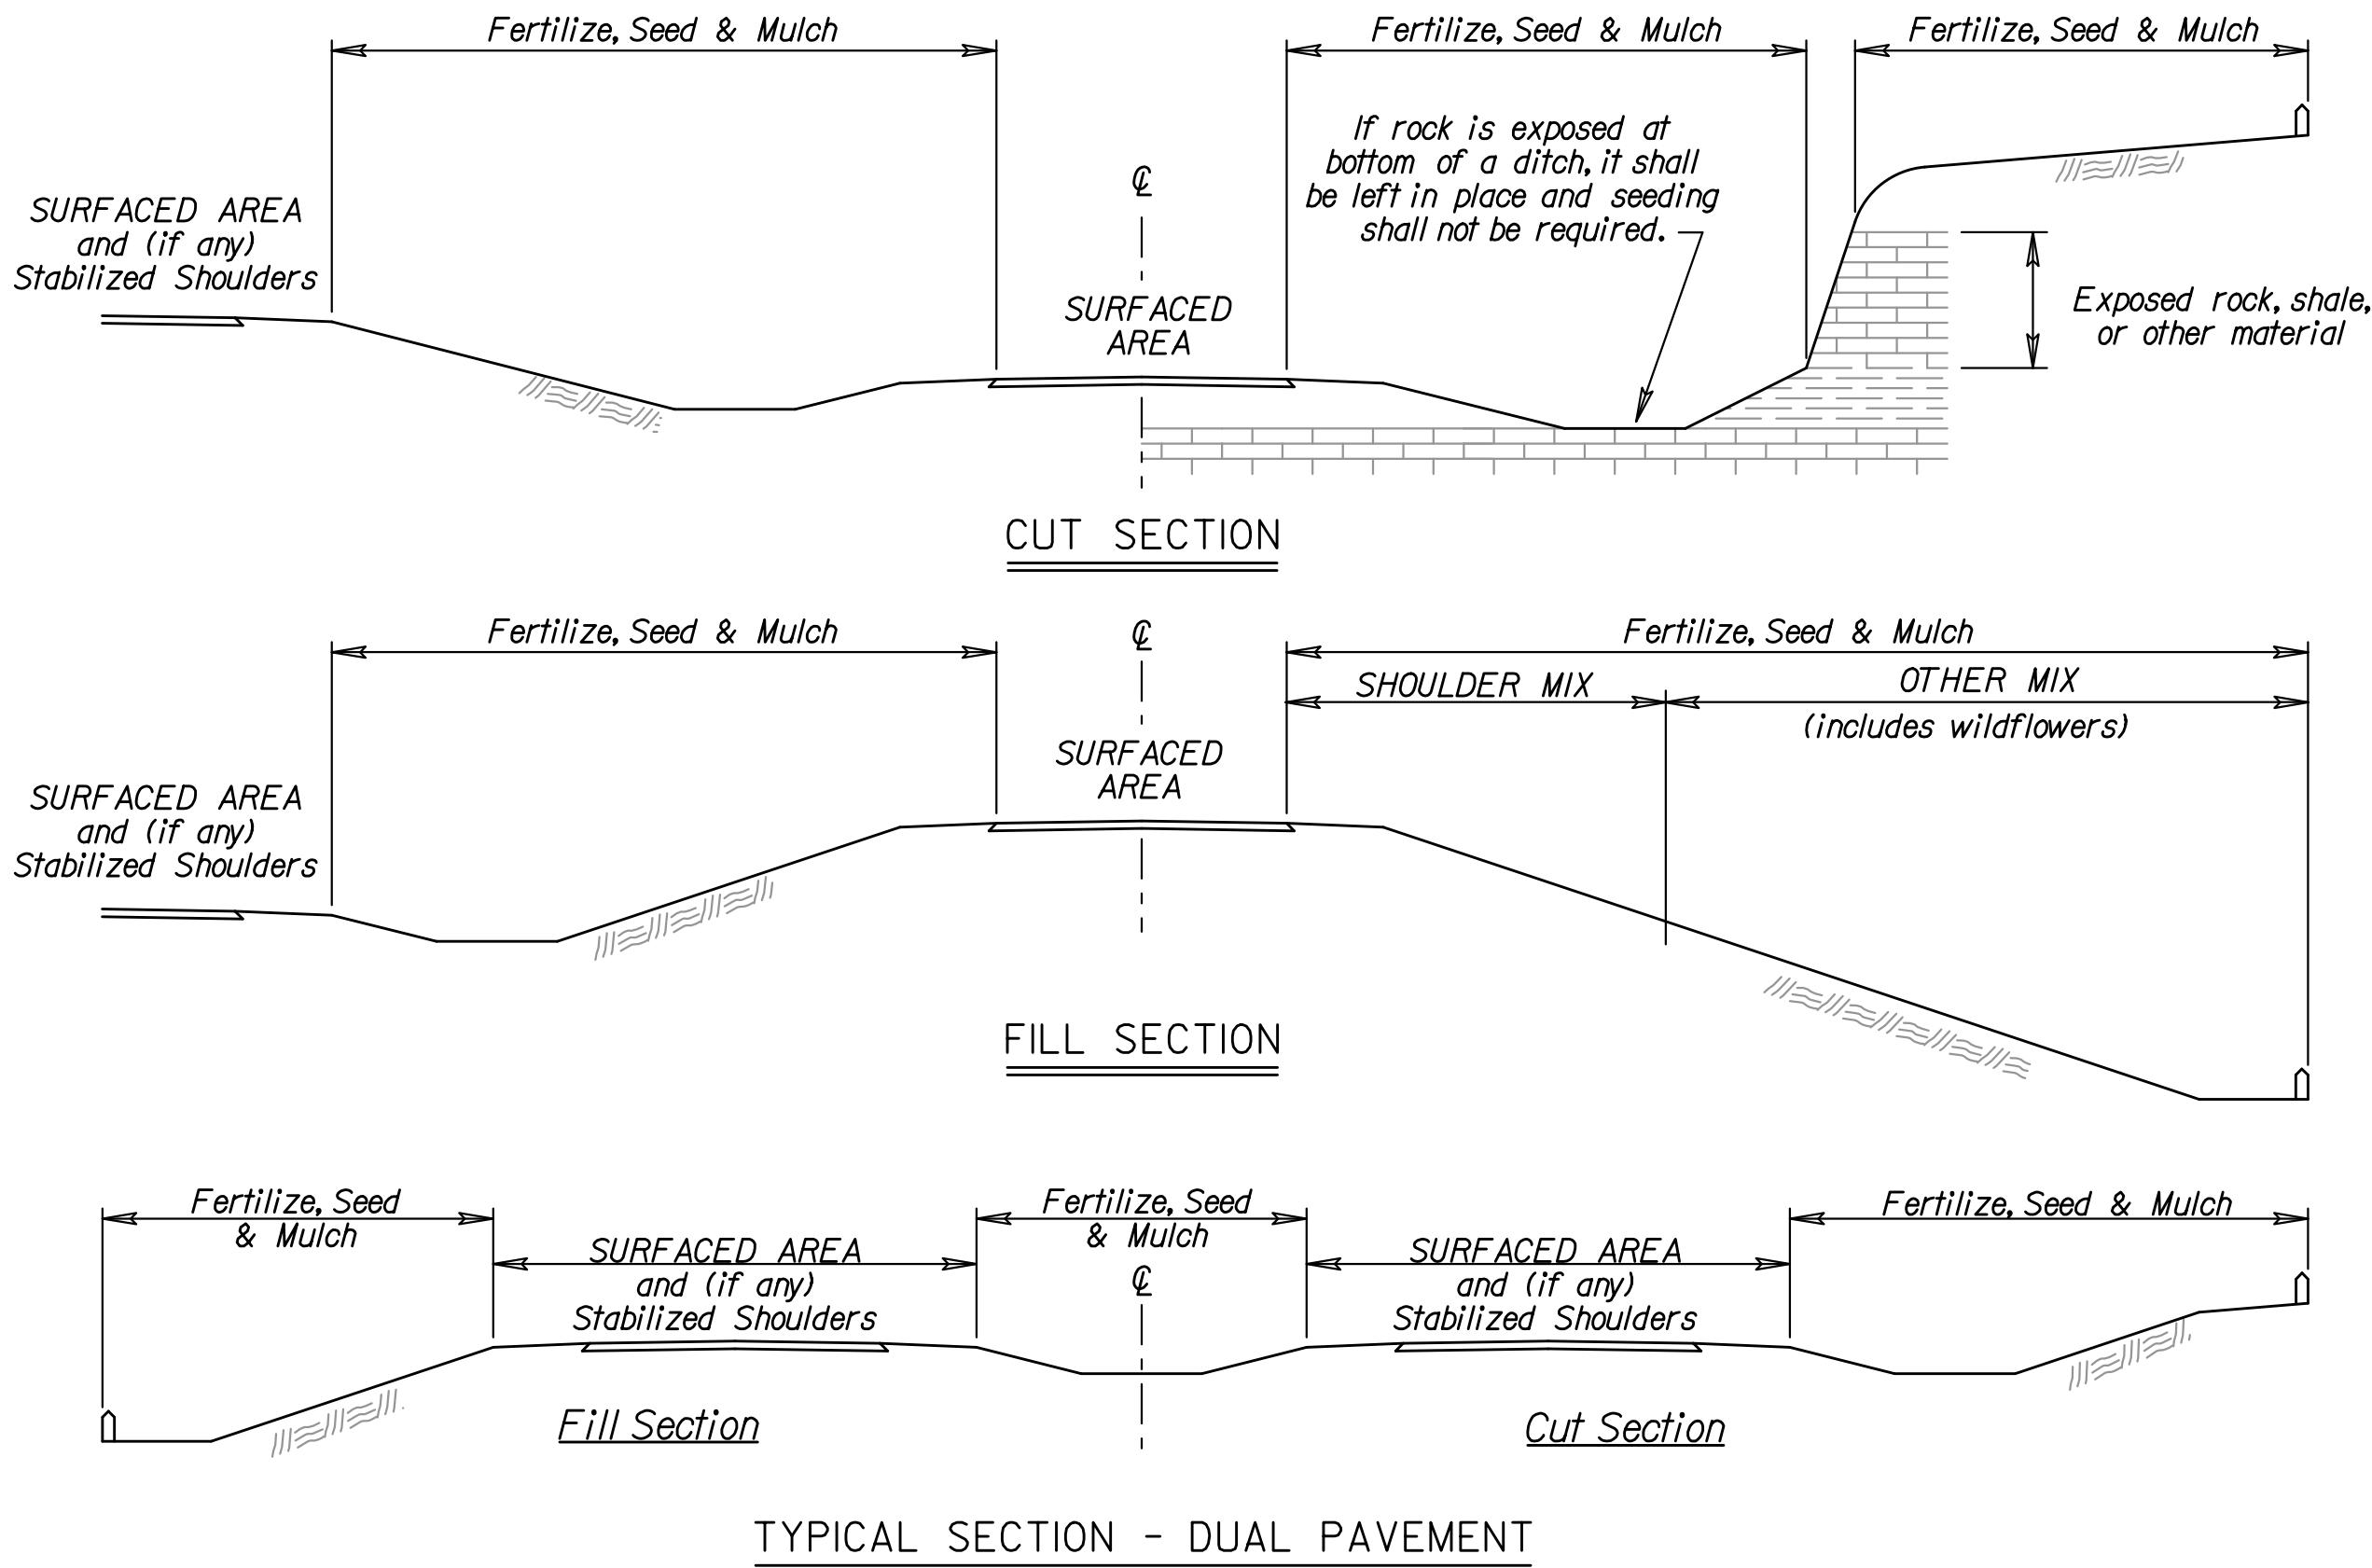 Fertilize, Seed & Mulch
Fertilize, Seed & Mulch
Fertilize, Seed & Mulch
If rock is exposed at
bottom of a ditch, it shall
be left in place and seeding
shall not be required.
℄
SURFACED AREA
and (if any)
Stabilized Shoulders
SURFACED
AREA
Exposed rock, shale,
or other material
CUT SECTION
Fertilize, Seed & Mulch
℄
Fertilize, Seed & Mulch
SHOULDER MIX
OTHER MIX
(includes wildflowers)
SURFACED
AREA
SURFACED AREA
and (if any)
Stabilized Shoulders
FILL SECTION
Fertilize, Seed
& Mulch
SURFACED AREA
and (if any)
Stabilized Shoulders
Fertilize, Seed
& Mulch
℄
SURFACED AREA
and (if any)
Stabilized Shoulders
Fertilize, Seed & Mulch
Fill Section
Cut Section
TYPICAL SECTION - DUAL PAVEMENT